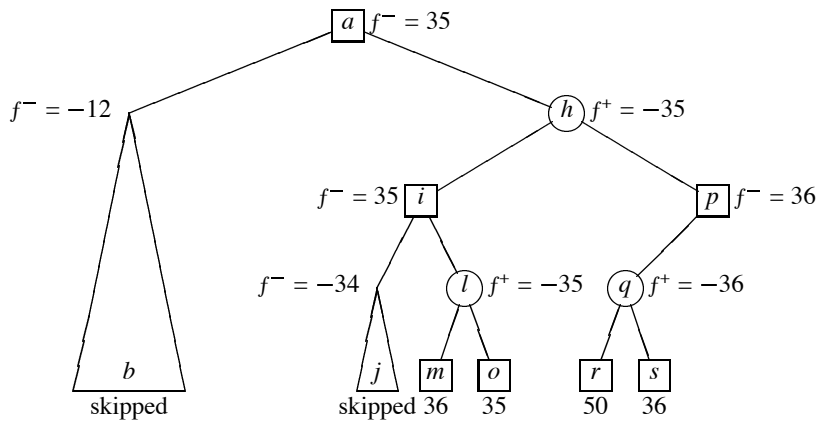 a f⁻ = 35
f⁻ = −12
h f⁺ = −35
f⁻ = 35 i
p f⁻ = 36
f⁻ = −34
l f⁺ = −35
q f⁺ = −36
b j m o r s
skipped skipped 36 35 50 36